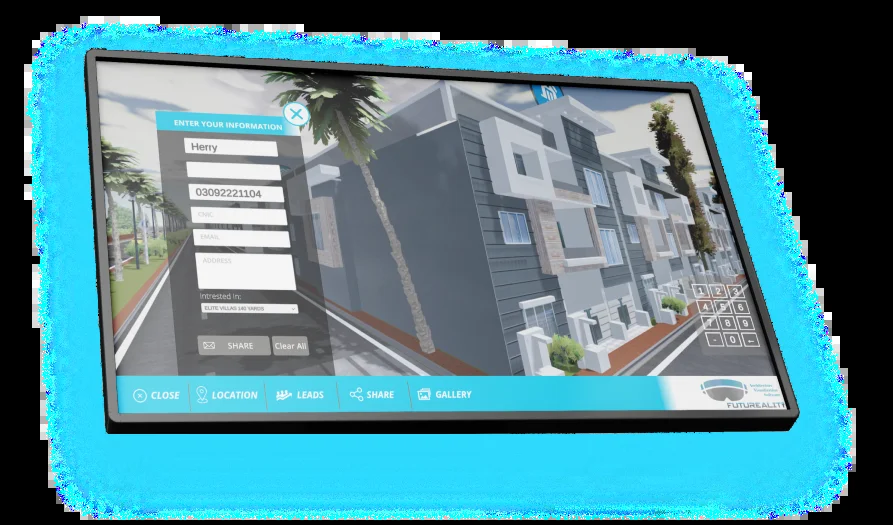 ENTER YOUR INFORMATION
Herry
03092221104
CNIC
EMAIL
ADDRESS
Intrested In:
ELITE VILLAS 140 YARDS
SHARE
Clear All
1 2 3
4 5 6
7 8 9
- 0 ←
CLOSE
LOCATION
LEADS
SHARE
GALLERY
FUTUREALITY